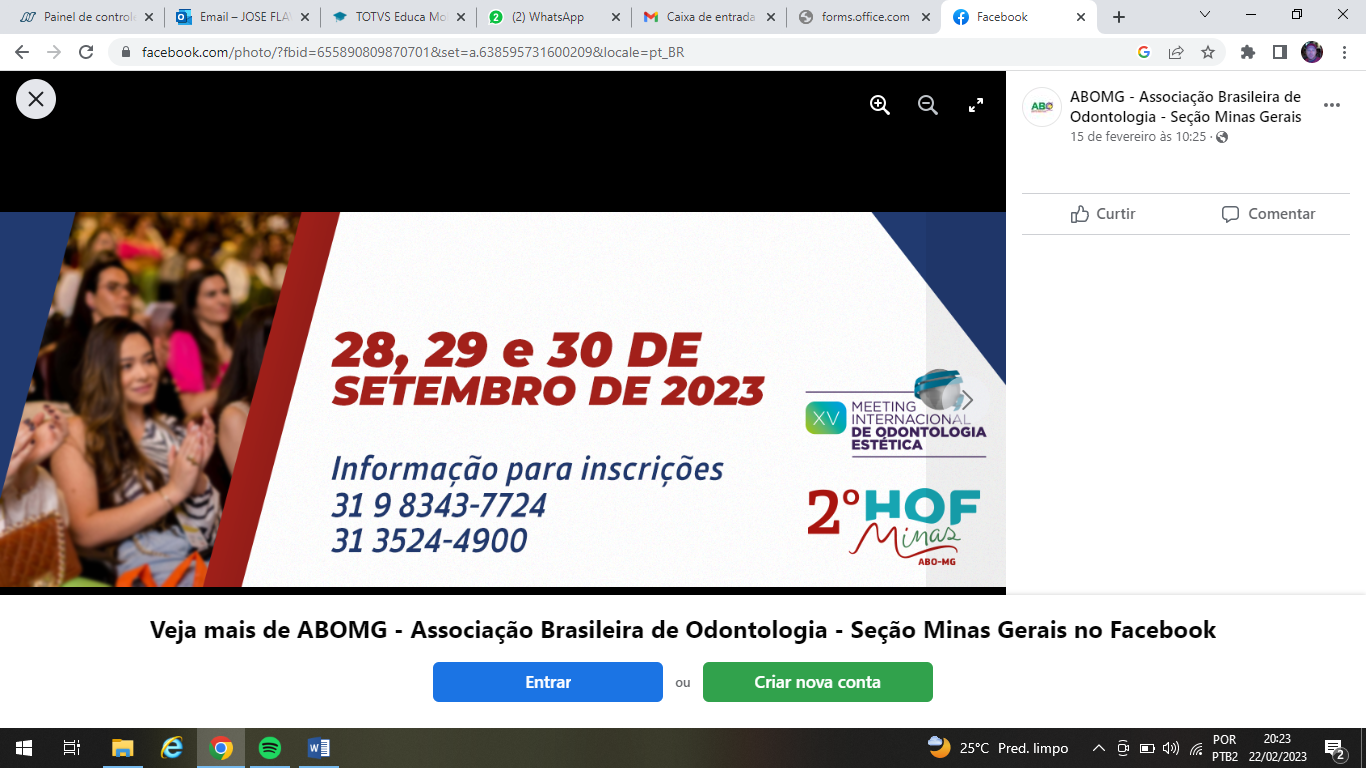 Painel de control
Email – JOSE FLA
TOTVS Educa Mo
(2) WhatsApp
Caixa de entrada
forms.office.com
Facebook
facebook.com/photo/?fbid=655890809870701&set=a.638595731600209&locale=pt_BR
ABO
ABOMG - Associação Brasileira de
Odontologia - Seção Minas Gerais
15 de fevereiro às 10:25 ·
Curtir
Comentar
28, 29 e 30 DE
SETEMBRO DE 2023
Informação para inscrições
31 9 8343-7724
31 3524-4900
XV
MEETING
INTERNACIONAL
DE ODONTOLOGIA
ESTÉTICA
2º HOF
Minas
ABO-MG
Veja mais de ABOMG - Associação Brasileira de Odontologia - Seção Minas Gerais no Facebook
Entrar
ou
Criar nova conta
25°C Pred. limpo
POR
PTB2
20:23
22/02/2023
2